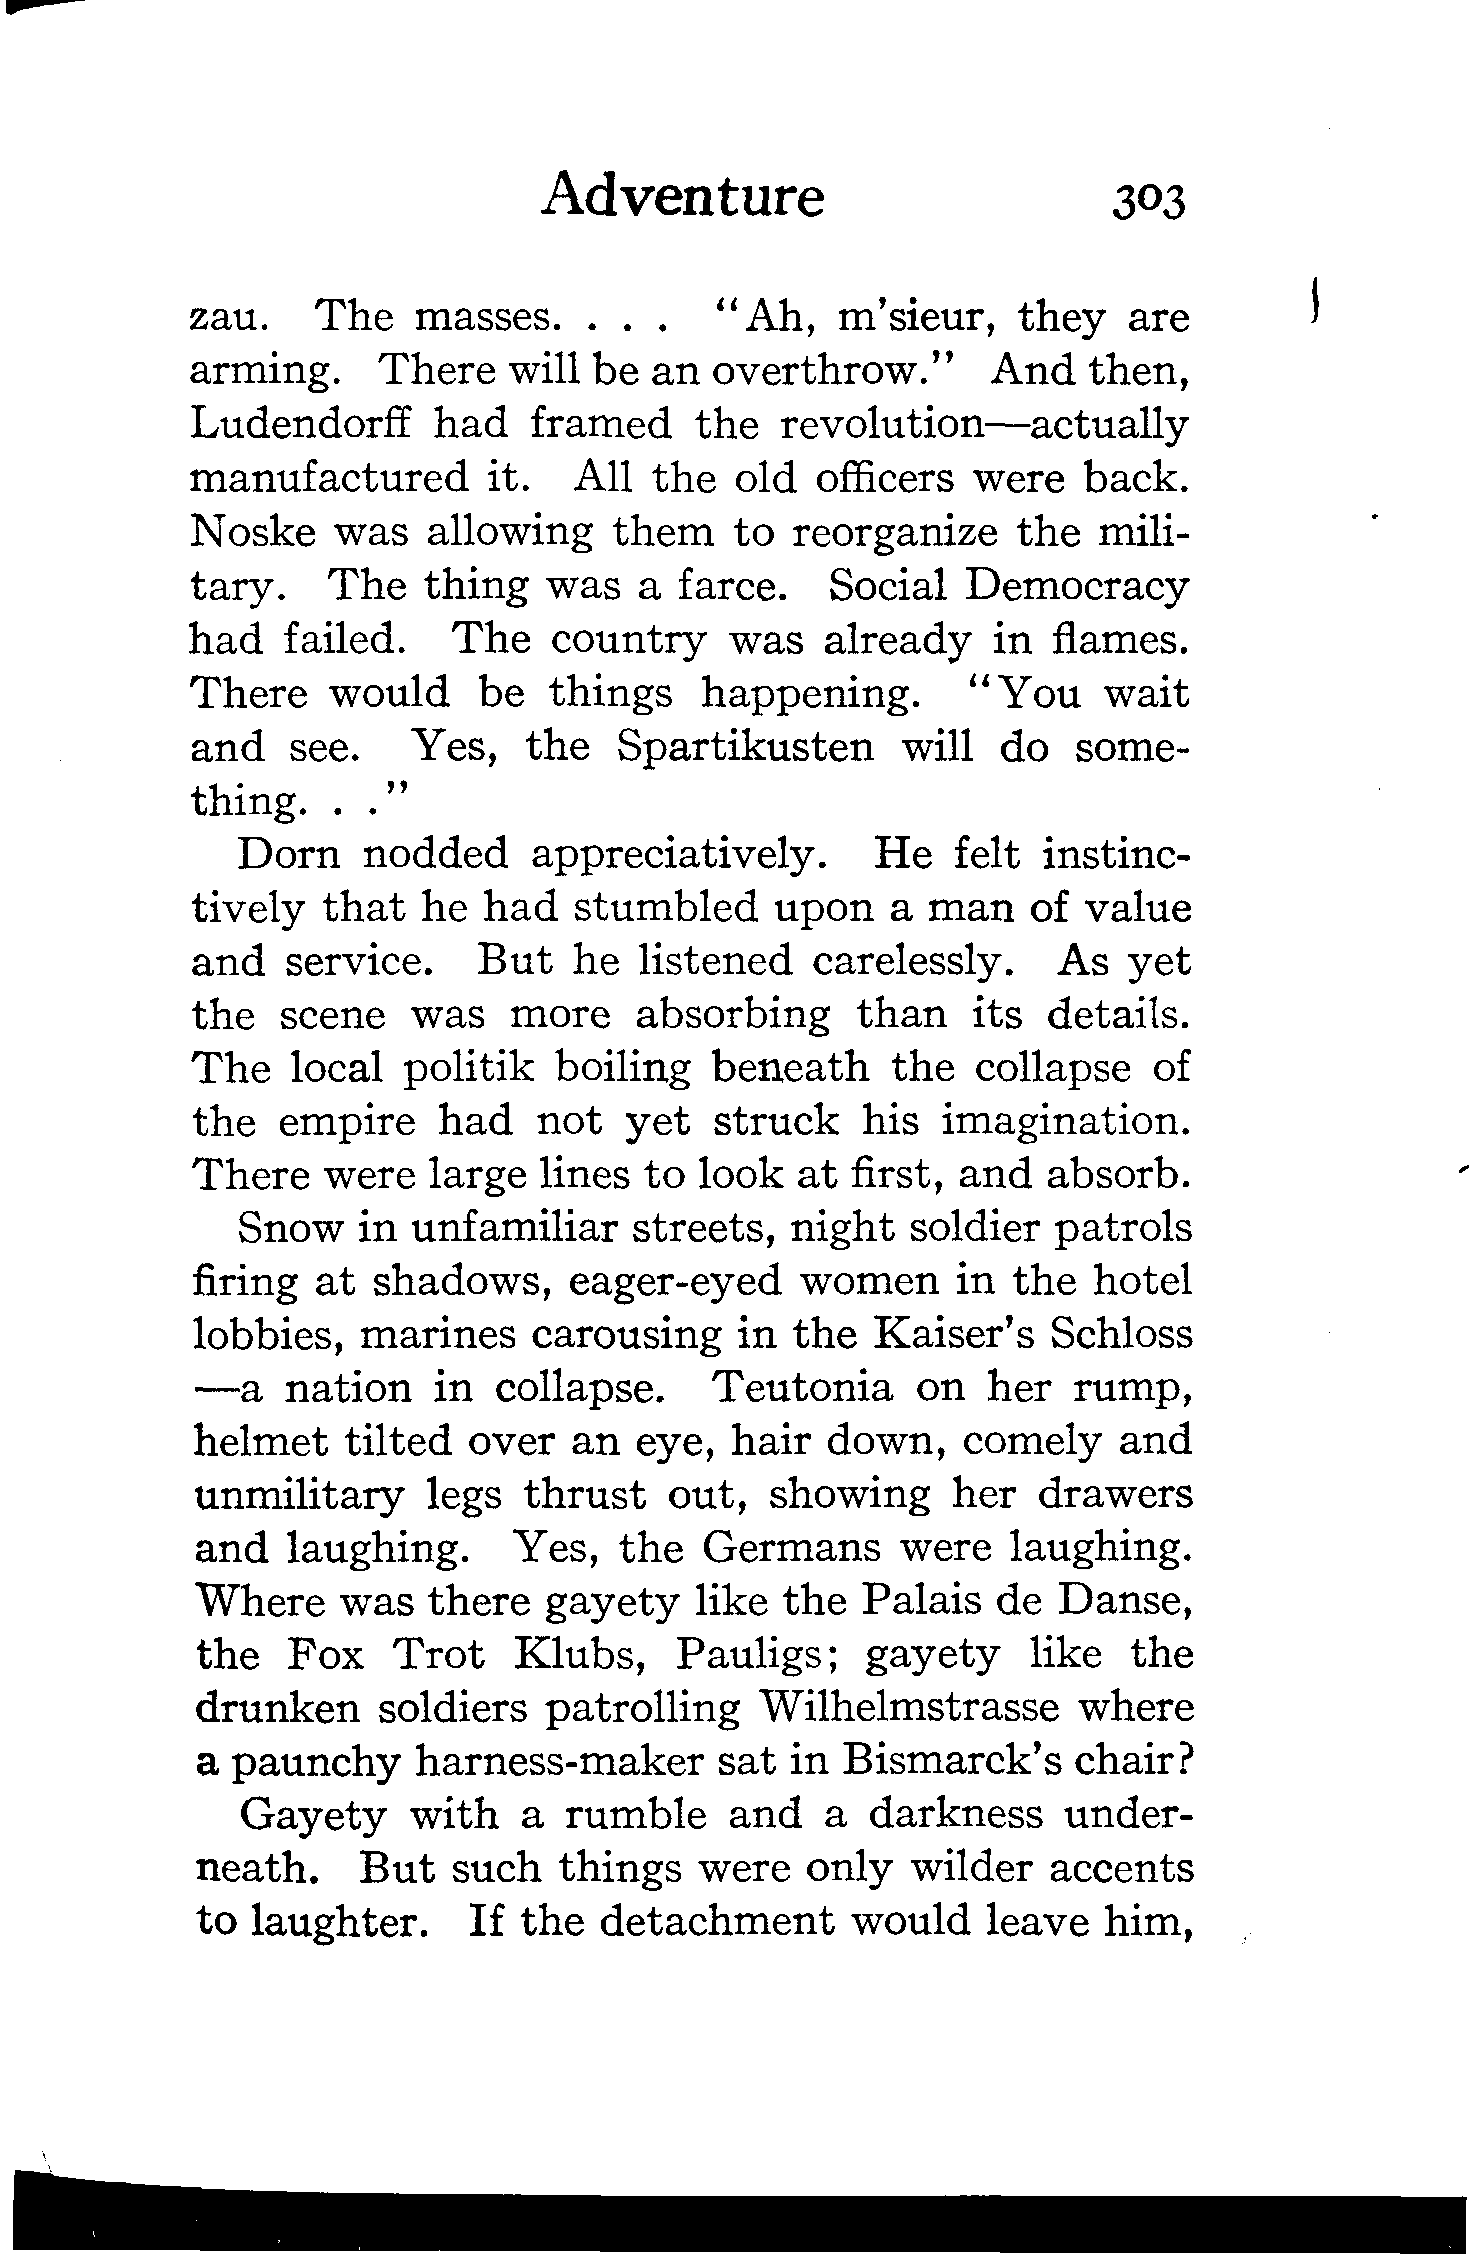 Adventure 303
zau. The masses. . . . "Ah, m'sieur, they are
arming. There will be an overthrow." And then,
Ludendorff had framed the revolution—actually
manufactured it. All the old officers were back.
Noske was allowing them to reorganize the mili-
tary. The thing was a farce. Social Democracy
had failed. The country was already in flames.
There would be things happening. "You wait
and see. Yes, the Spartikusten will do some-
thing. . ."
Dorn nodded appreciatively. He felt instinc-
tively that he had stumbled upon a man of value
and service. But he listened carelessly. As yet
the scene was more absorbing than its details.
The local politik boiling beneath the collapse of
the empire had not yet struck his imagination.
There were large lines to look at first, and absorb.
Snow in unfamiliar streets, night soldier patrols
firing at shadows, eager-eyed women in the hotel
lobbies, marines carousing in the Kaiser's Schloss
—a nation in collapse. Teutonia on her rump,
helmet tilted over an eye, hair down, comely and
unmilitary legs thrust out, showing her drawers
and laughing. Yes, the Germans were laughing.
Where was there gayety like the Palais de Danse,
the Fox Trot Klubs, Pauligs; gayety like the
drunken soldiers patrolling Wilhelmstrasse where
a paunchy harness-maker sat in Bismarck's chair?
Gayety with a rumble and a darkness under-
neath. But such things were only wilder accents
to laughter. If the detachment would leave him,